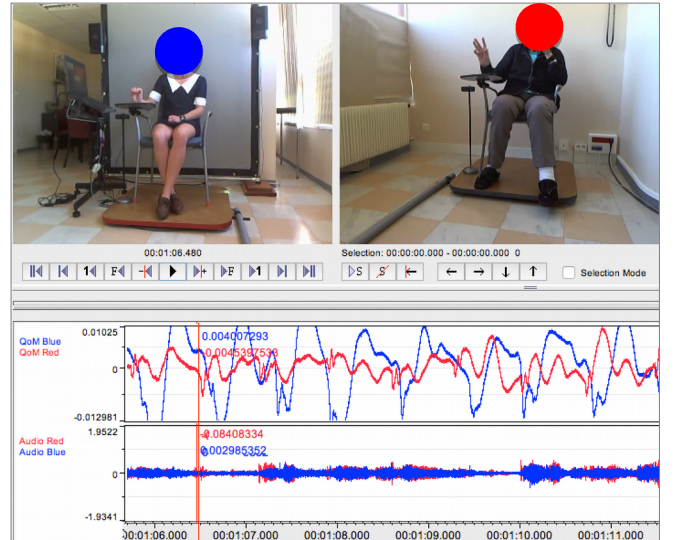 00:01:06.480
Selection: 00:00:00.000 - 00:00:00.000 0
1 F F 1 S S Selection Mode
QoM Blue
QoM Red
0.01025
0
-0.012981
0.004007293
-0.0045397533
Audio Red
Audio Blue
1.9522
0
-1.9341
-0.08408334
0.002985352
00:01:06.000 00:01:07.000 00:01:08.000 00:01:09.000 00:01:10.000 00:01:11.000